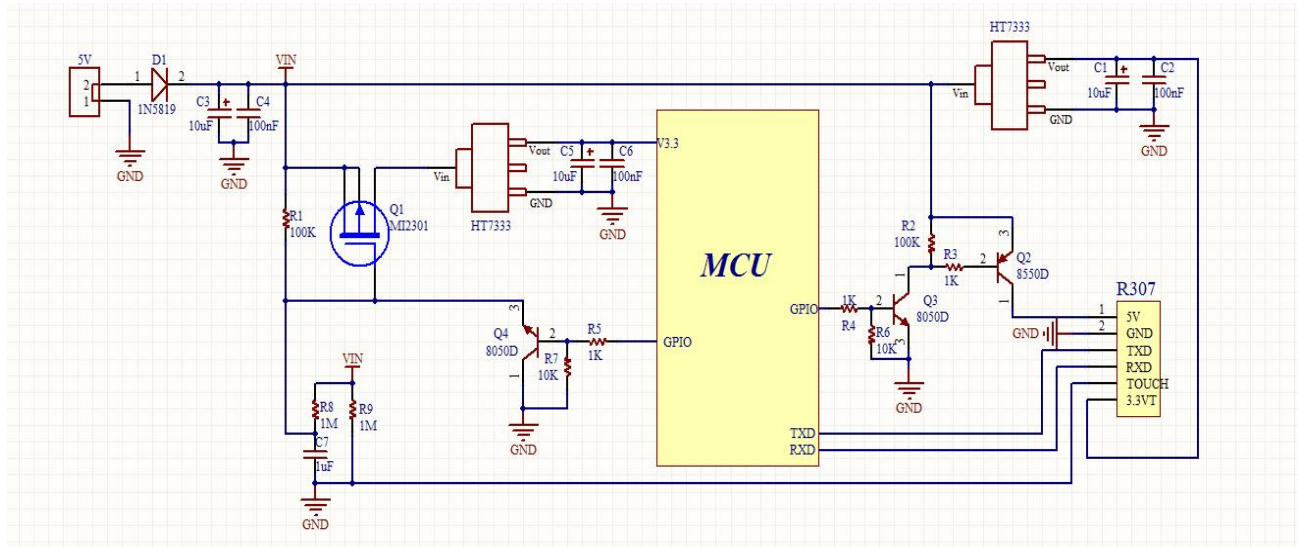 5V
2
1
D1
1
2
1N5819
VIN
C3
10uF
C4
100nF
GND
GND
R1
100K
Q1
MI2301
Vin
HT7333
Vout
GND
C5
10uF
C6
100nF
GND
V3.3
MCU
GPIO
GPIO
TXD
RXD
HT7333
Vin
Vout
GND
C1
10uF
C2
100nF
GND
R2
100K
R3
1K
2
3
1
Q2
8550D
1K
R4
2
1
3
Q3
8050D
R6
10K
GND
Q4
8050D
3
2
1
R5
1K
R7
10K
GND
VIN
R8
1M
R9
1M
C7
1uF
GND
R307
GND
1
5V
2
GND
TXD
RXD
TOUCH
3.3VT